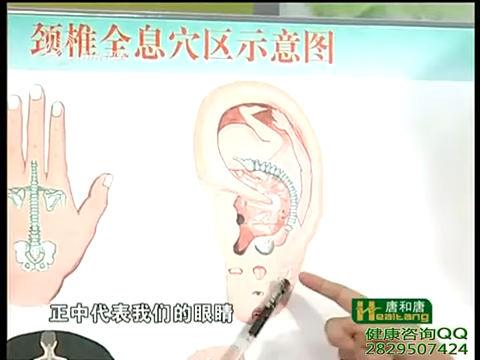 颈椎全息穴区示意图
正中代表我们的眼睛
唐和唐
Healtang
健康咨询QQ
2829507424